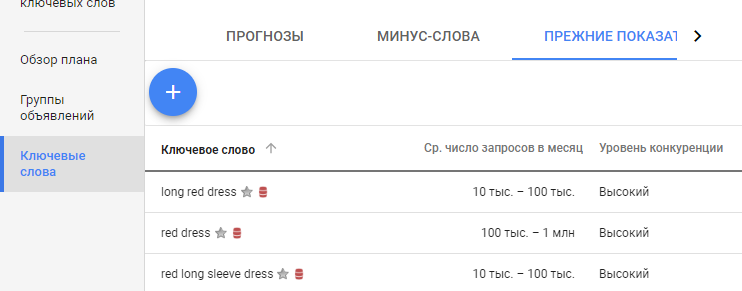 ключевых слов
Обзор плана
Группы
объявлений
Ключевые
слова
ПРОГНОЗЫ МИНУС-СЛОВА ПРЕЖНИЕ ПОКАЗАТ
Ключевое слово Ср. число запросов в месяц Уровень конкуренции
long red dress 10 тыс. – 100 тыс. Высокий
red dress 100 тыс. – 1 млн Высокий
red long sleeve dress 10 тыс. – 100 тыс. Высокий